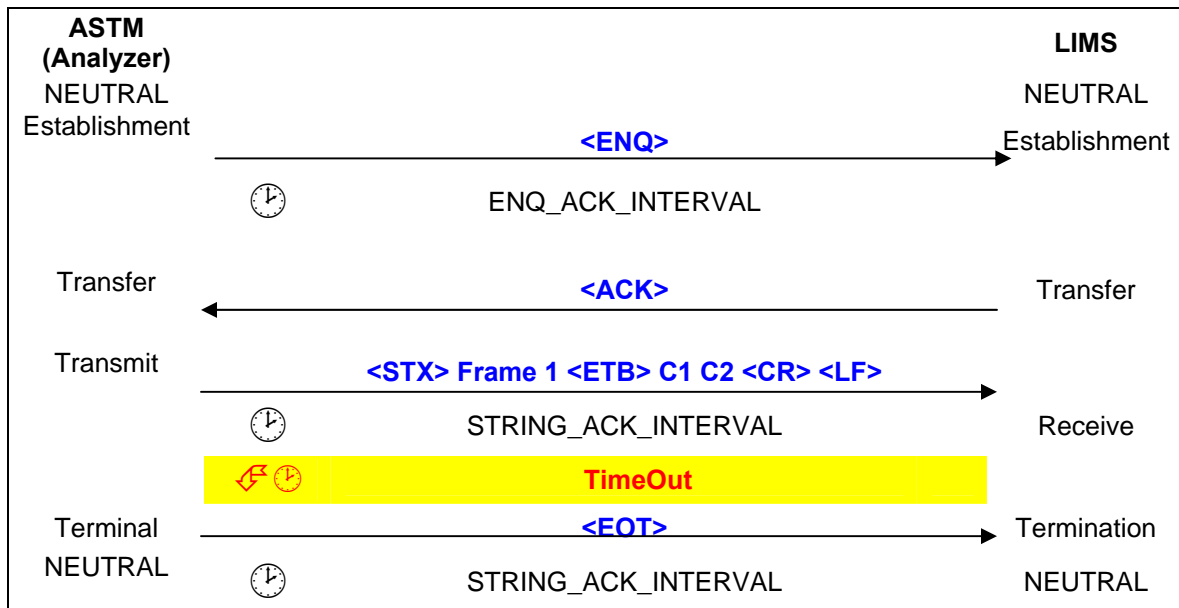 ASTM
(Analyzer)
LIMS
NEUTRAL
NEUTRAL
Establishment
<ENQ>
Establishment
ENQ_ACK_INTERVAL
Transfer
<ACK>
Transfer
Transmit
<STX> Frame 1 <ETB> C1 C2 <CR> <LF>
STRING_ACK_INTERVAL
Receive
TimeOut
Terminal
<EOT>
Termination
NEUTRAL
STRING_ACK_INTERVAL
NEUTRAL